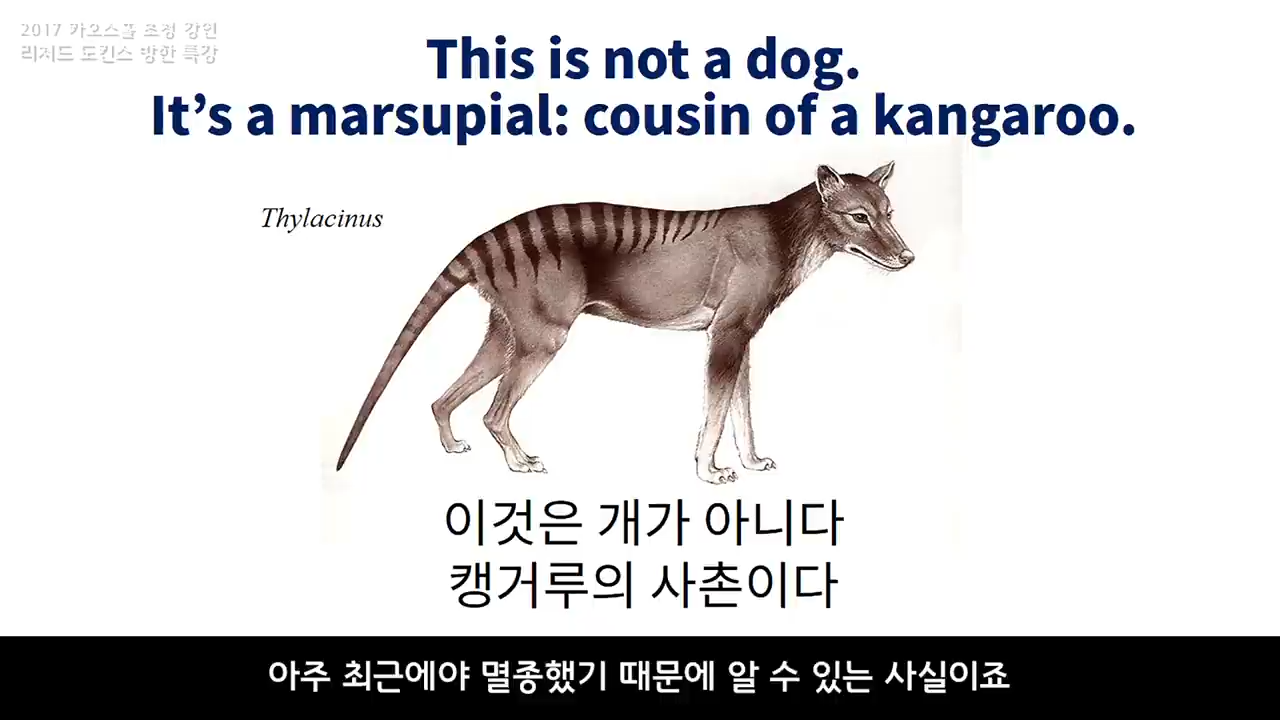 2017 카오스홀 초청 강연
리처드 도킨스 방한 특강
This is not a dog.
It’s a marsupial: cousin of a kangaroo.
Thylacinus
이것은 개가 아니다
캥거루의 사촌이다
아주 최근에야 멸종했기 때문에 알 수 있는 사실이죠